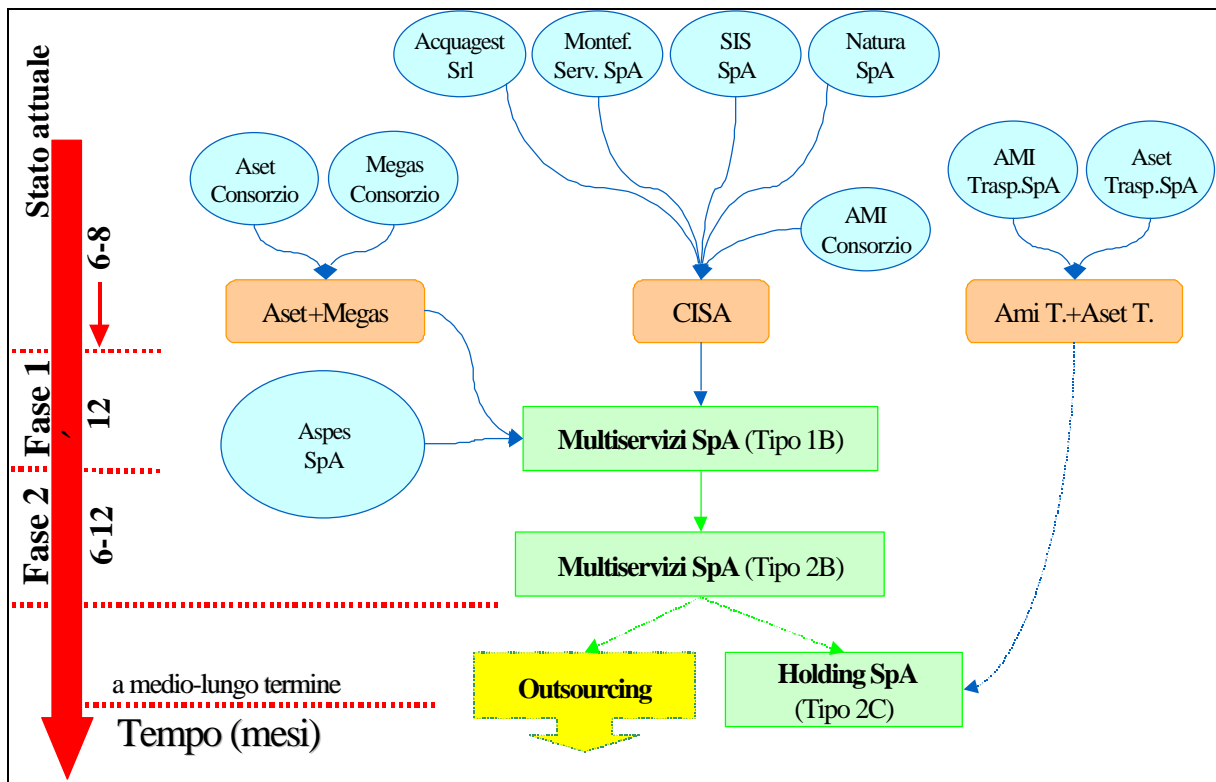 Acquagest
Srl
Montef.
Serv. SpA
SIS
SpA
Natura
SpA
Stato attuale
Aset
Consorzio
Megas
Consorzio
AMI
Trasp.SpA
Aset
Trasp.SpA
AMI
Consorzio
6-8
Aset+Megas
CISA
Ami T.+Aset T.
Fase 1
12
Aspes
SpA
Multiservizi SpA (Tipo 1B)
Fase 2
6-12
Multiservizi SpA (Tipo 2B)
Outsourcing
Holding SpA
(Tipo 2C)
a medio-lungo termine
Tempo (mesi)